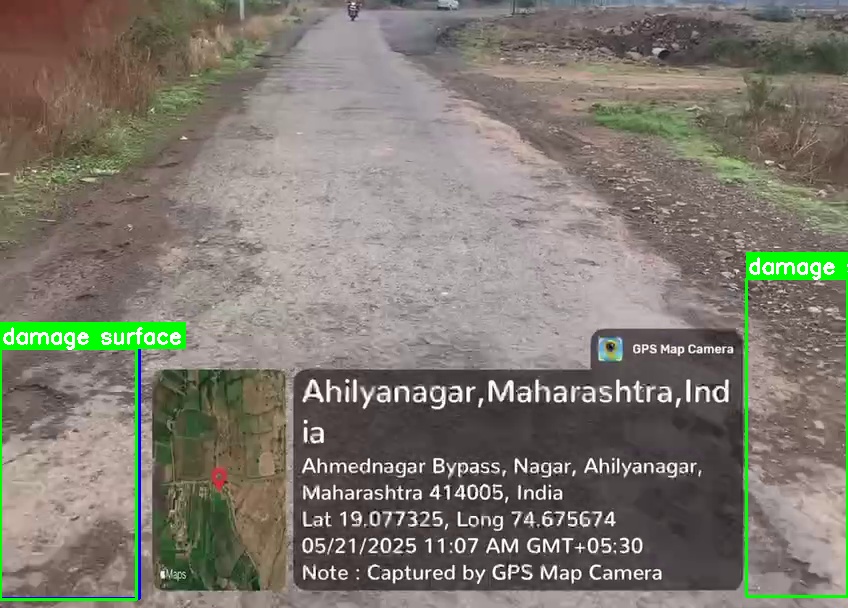 damage s
damage surface
GPS Map Camera
Ahilyanagar,Maharashtra,Ind
ia
Ahmednagar Bypass, Nagar, Ahilyanagar,
Maharashtra 414005, India
Lat 19.077325, Long 74.675674
05/21/2025 11:07 AM GMT+05:30
Note : Captured by GPS Map Camera
Maps